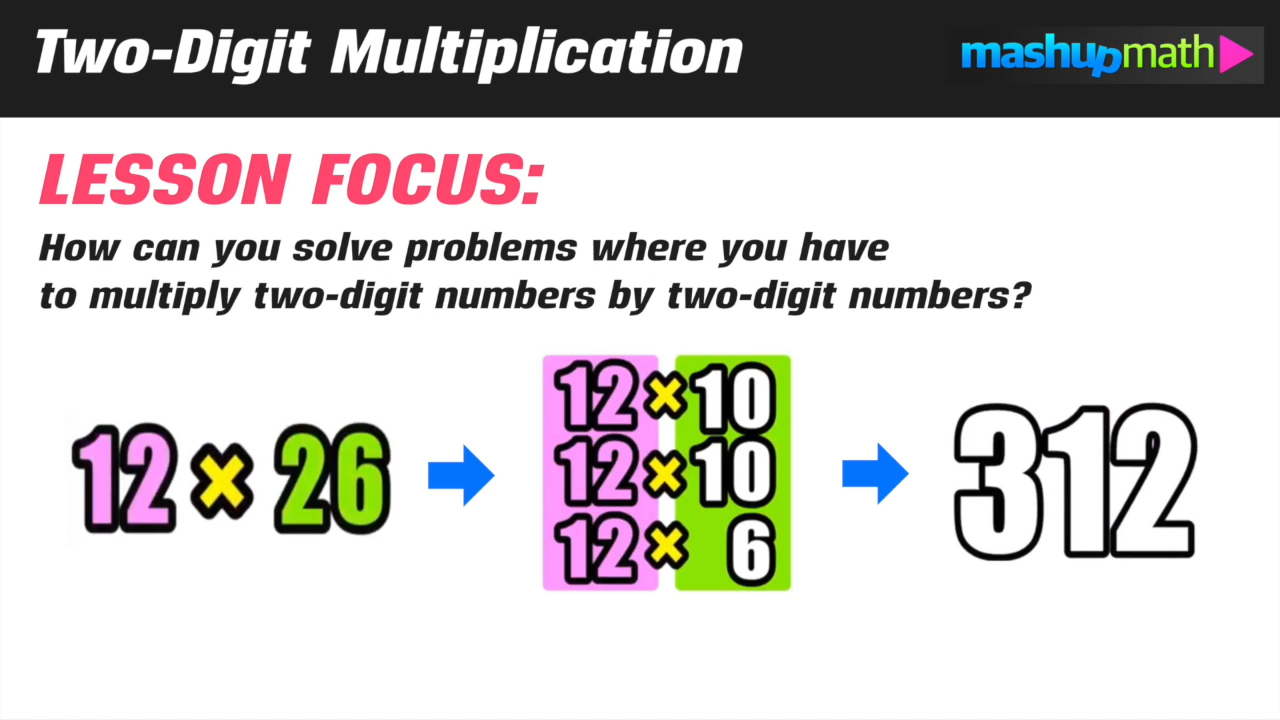 Two-Digit Multiplication
mashupmath
LESSON FOCUS:
How can you solve problems where you have
to multiply two-digit numbers by two-digit numbers?
12 × 26
12 × 10
12 × 10
12 × 6
312